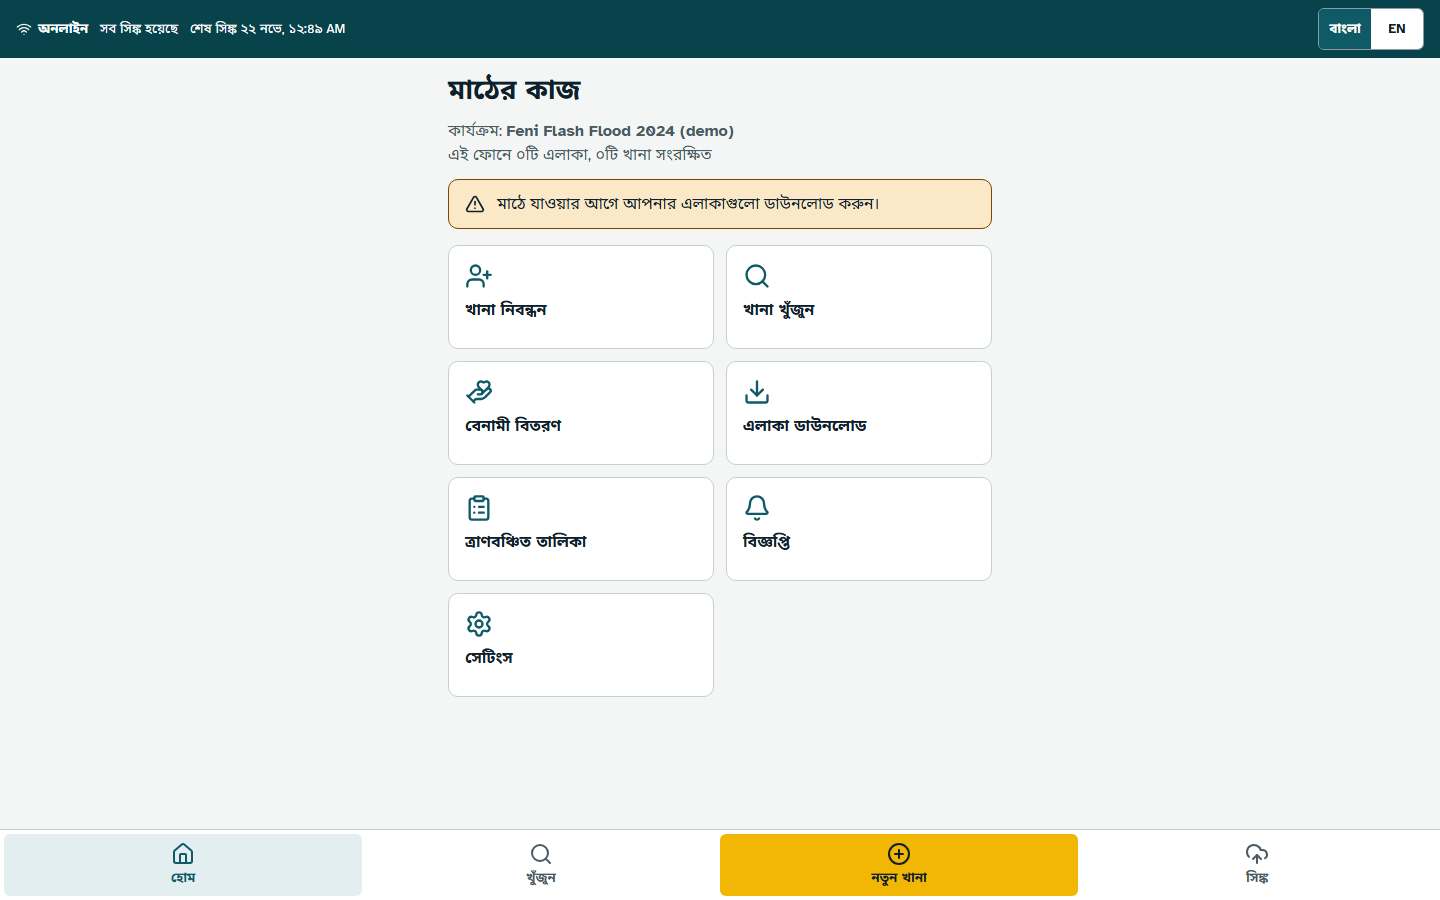 অনলাইন সব সিঙ্ক হয়েছে শেষ সিঙ্ক ২২ নভে, ১২:৪৯ AM
বাংলা EN
মাঠের কাজ
কার্যক্রম: Feni Flash Flood 2024 (demo)
এই ফোনে ০টি এলাকা, ০টি খানা সংরক্ষিত
মাঠে যাওয়ার আগে আপনার এলাকাগুলো ডাউনলোড করুন।
খানা নিবন্ধন
খানা খুঁজুন
বেনামী বিতরণ
এলাকা ডাউনলোড
ত্রাণবঞ্চিত তালিকা
বিজ্ঞপ্তি
সেটিংস
হোম
খুঁজুন
নতুন খানা
সিঙ্ক